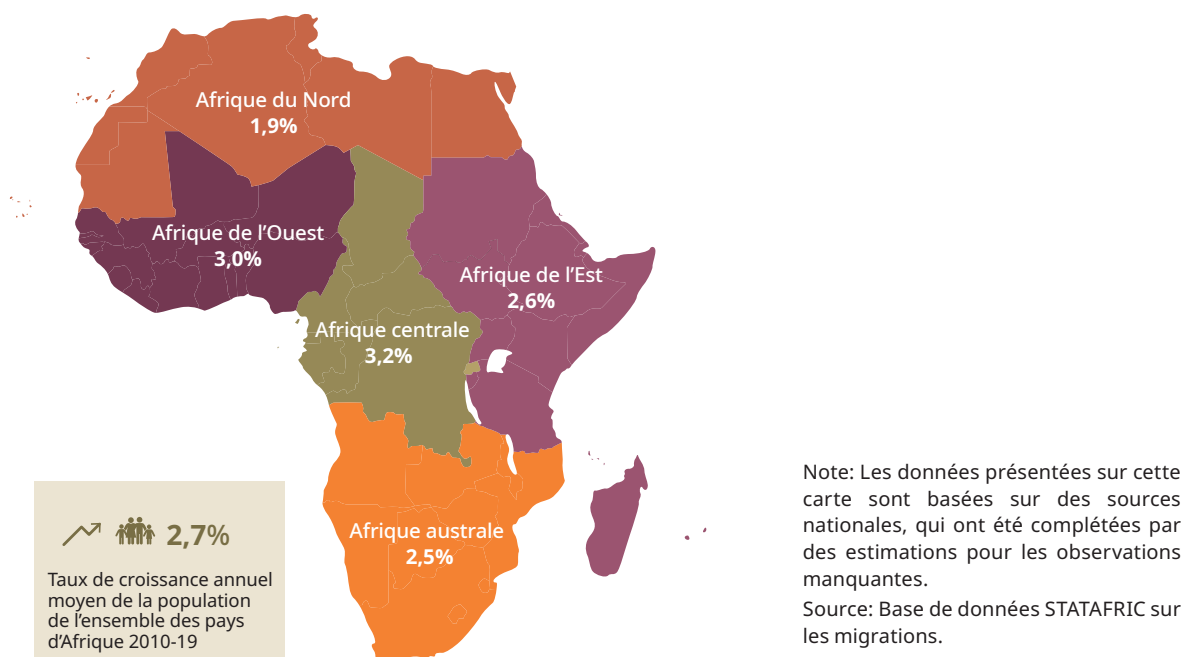 Afrique du Nord
1,9%
Afrique de l'Ouest
3,0%
Afrique de l'Est
2,6%
Afrique centrale
3,2%
Afrique australe
2,5%
2,7%
Taux de croissance annuel
moyen de la population
de l'ensemble des pays
d'Afrique 2010-19
Note: Les données présentées sur cette
carte sont basées sur des sources
nationales, qui ont été complétées par
des estimations pour les observations
manquantes.
Source: Base de données STATAFRIC sur
les migrations.